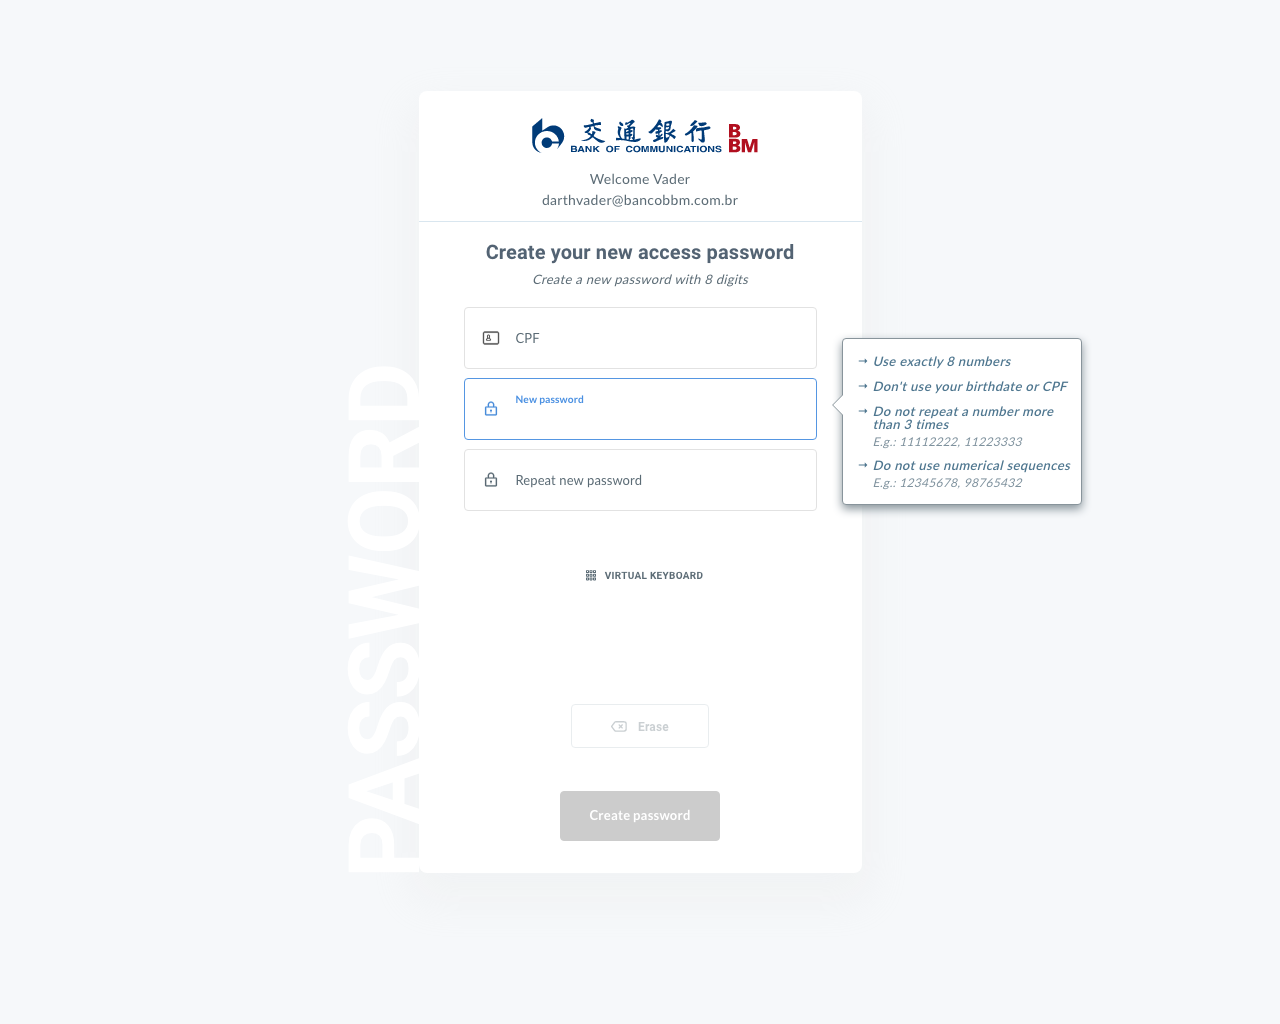 交通銀行
BANK OF COMMUNICATIONS
B
BM
Welcome Vader
darthvader@bancobbm.com.br
Create your new access password
Create a new password with 8 digits
CPF
New password
Repeat new password
→ Use exactly 8 numbers
→ Don't use your birthdate or CPF
→ Do not repeat a number more
than 3 times
E.g.: 11112222, 11223333
→ Do not use numerical sequences
E.g.: 12345678, 98765432
VIRTUAL KEYBOARD
Erase
Create password
PASSWORD